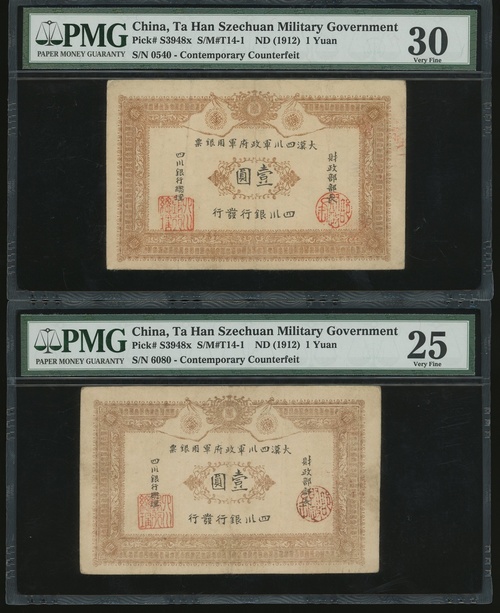 PMG
PAPER MONEY GUARANTY
China, Ta Han Szechuan Military Government
Pick# S3948x S/M#T14-1 ND (1912) 1 Yuan
S/N 0540 - Contemporary Counterfeit
30
Very Fine
票銀用軍府政軍川四漢大
財政部部長
圓壹
四川銀行總理
行發行銀川四
PMG
PAPER MONEY GUARANTY
China, Ta Han Szechuan Military Government
Pick# S3948x S/M#T14-1 ND (1912) 1 Yuan
S/N 6080 - Contemporary Counterfeit
25
Very Fine
票銀用軍府政軍川四漢大
財政部部長
圓壹
四川銀行總理
行發行銀川四